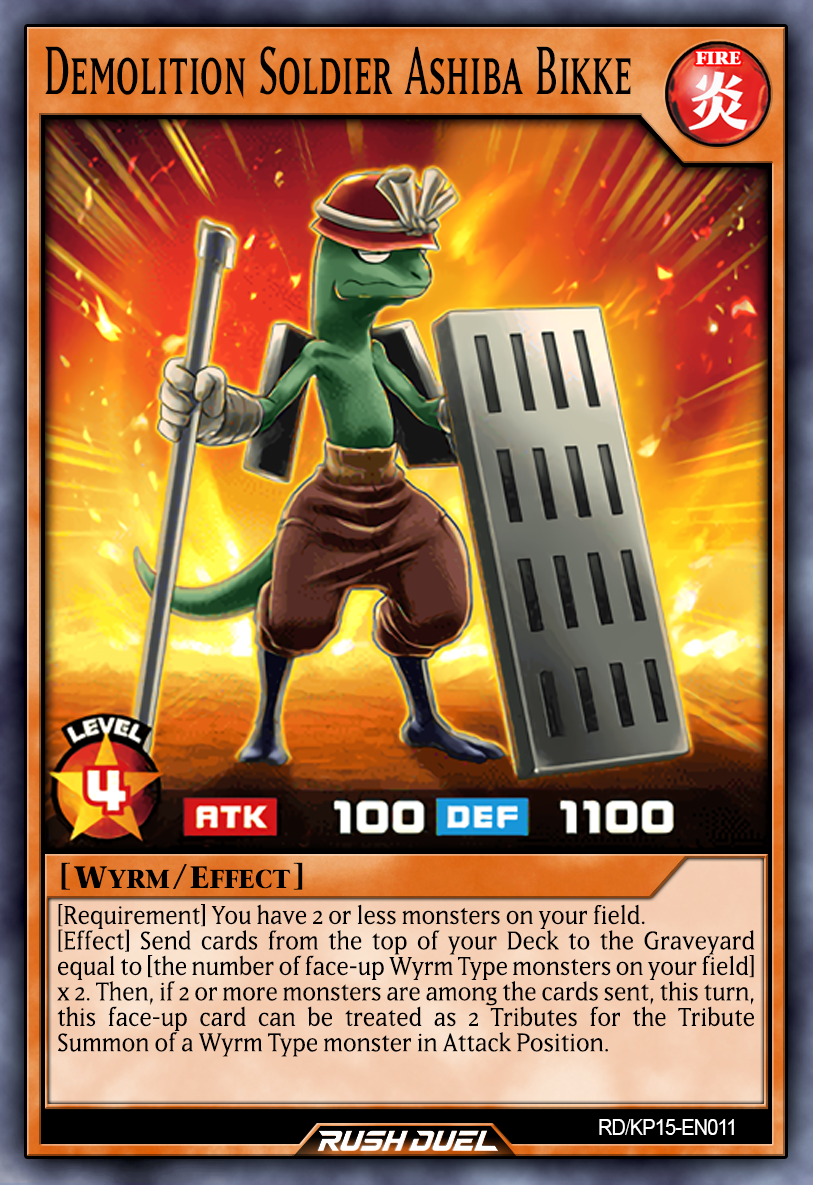 Demolition Soldier Ashiba Bikke
FIRE
炎
LEVEL
4
ATK 100 DEF 1100
[Wyrm/Effect]
[Requirement] You have 2 or less monsters on your field.
[Effect] Send cards from the top of your Deck to the Graveyard
equal to [the number of face-up Wyrm Type monsters on your field]
x 2. Then, if 2 or more monsters are among the cards sent, this turn,
this face-up card can be treated as 2 Tributes for the Tribute
Summon of a Wyrm Type monster in Attack Position.
RD/KP15-EN011
RUSH DUEL